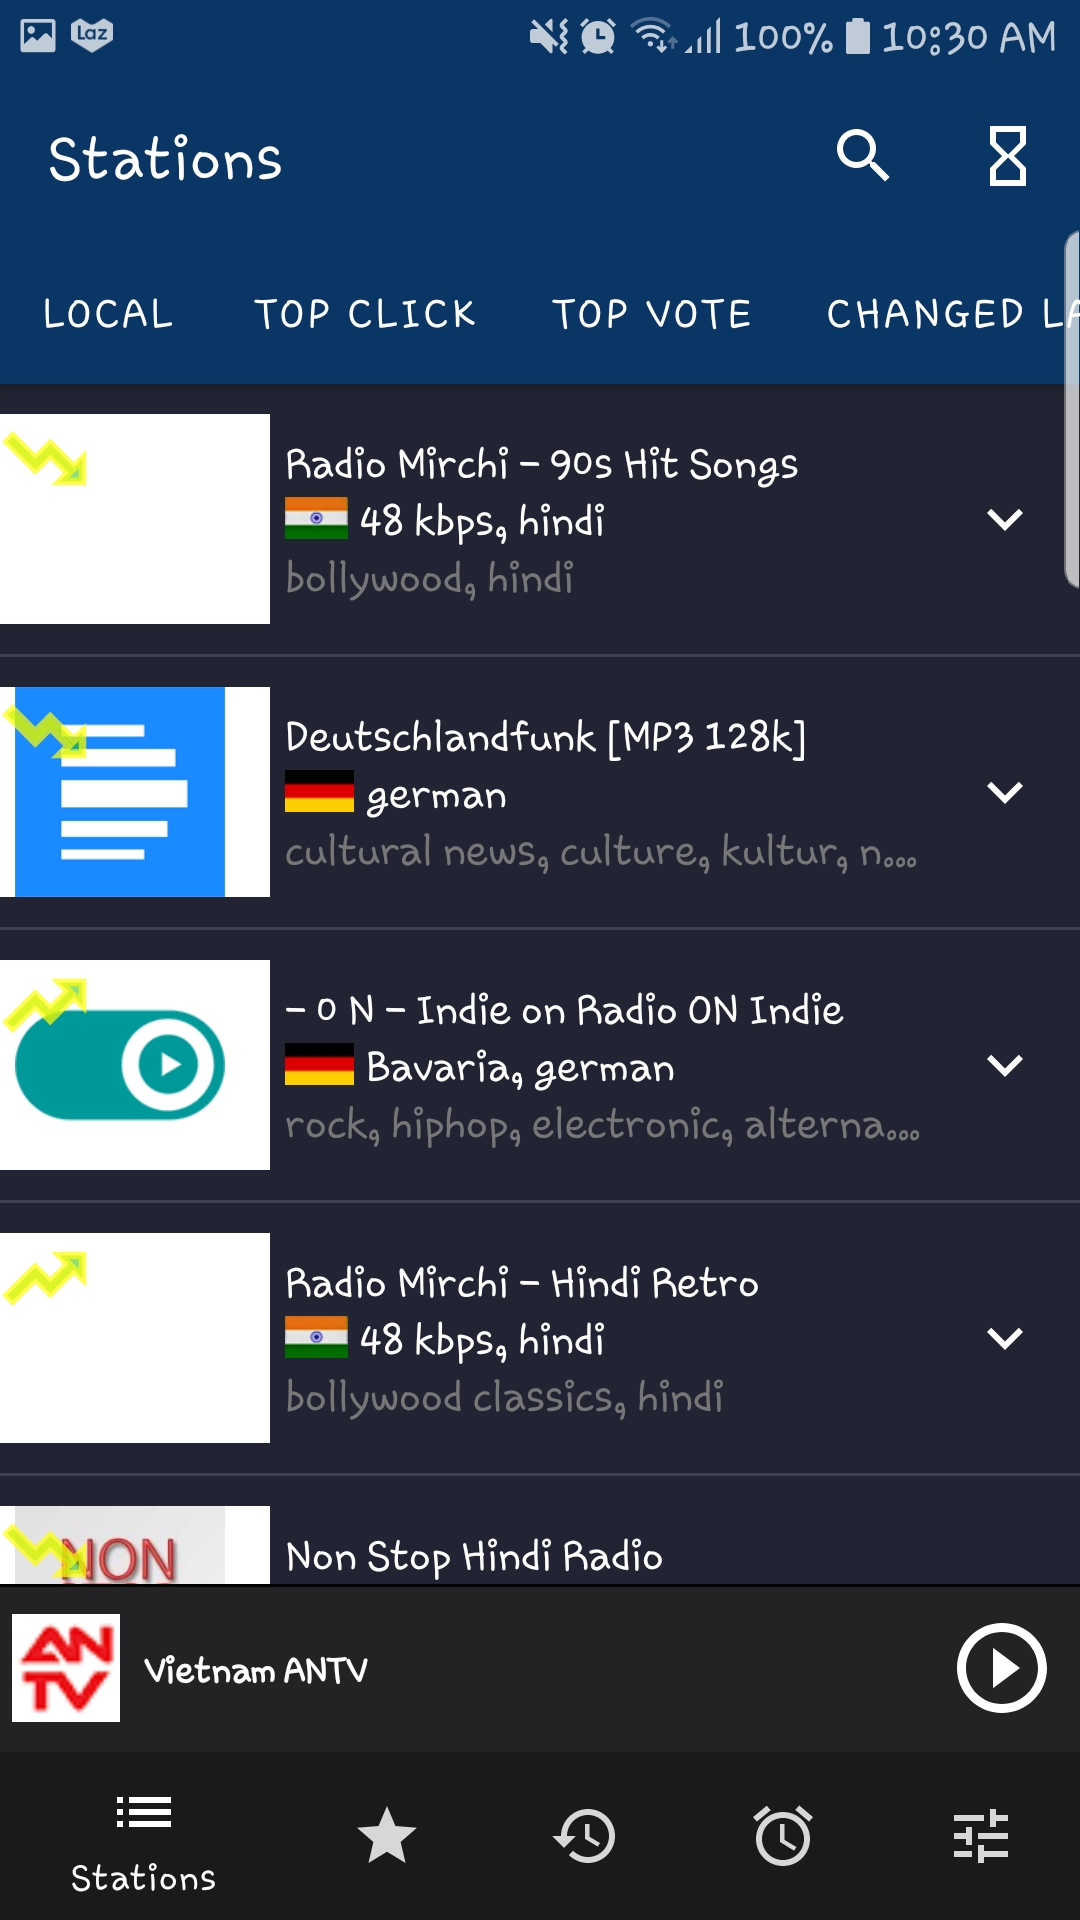 Laz
100% 10:30 AM
Stations
LOCAL TOP CLICK TOP VOTE CHANGED LA
Radio Mirchi - 90s Hit Songs
48 kbps, hindi
bollywood, hindi
Deutschlandfunk [MP3 128k]
german
cultural news, culture, kultur, n...
- 0 N - Indie on Radio ON Indie
Bavaria, german
rock, hiphop, electronic, alterna...
Radio Mirchi - Hindi Retro
48 kbps, hindi
bollywood classics, hindi
NON
Non Stop Hindi Radio
AN
TV
Vietnam ANTV
Stations